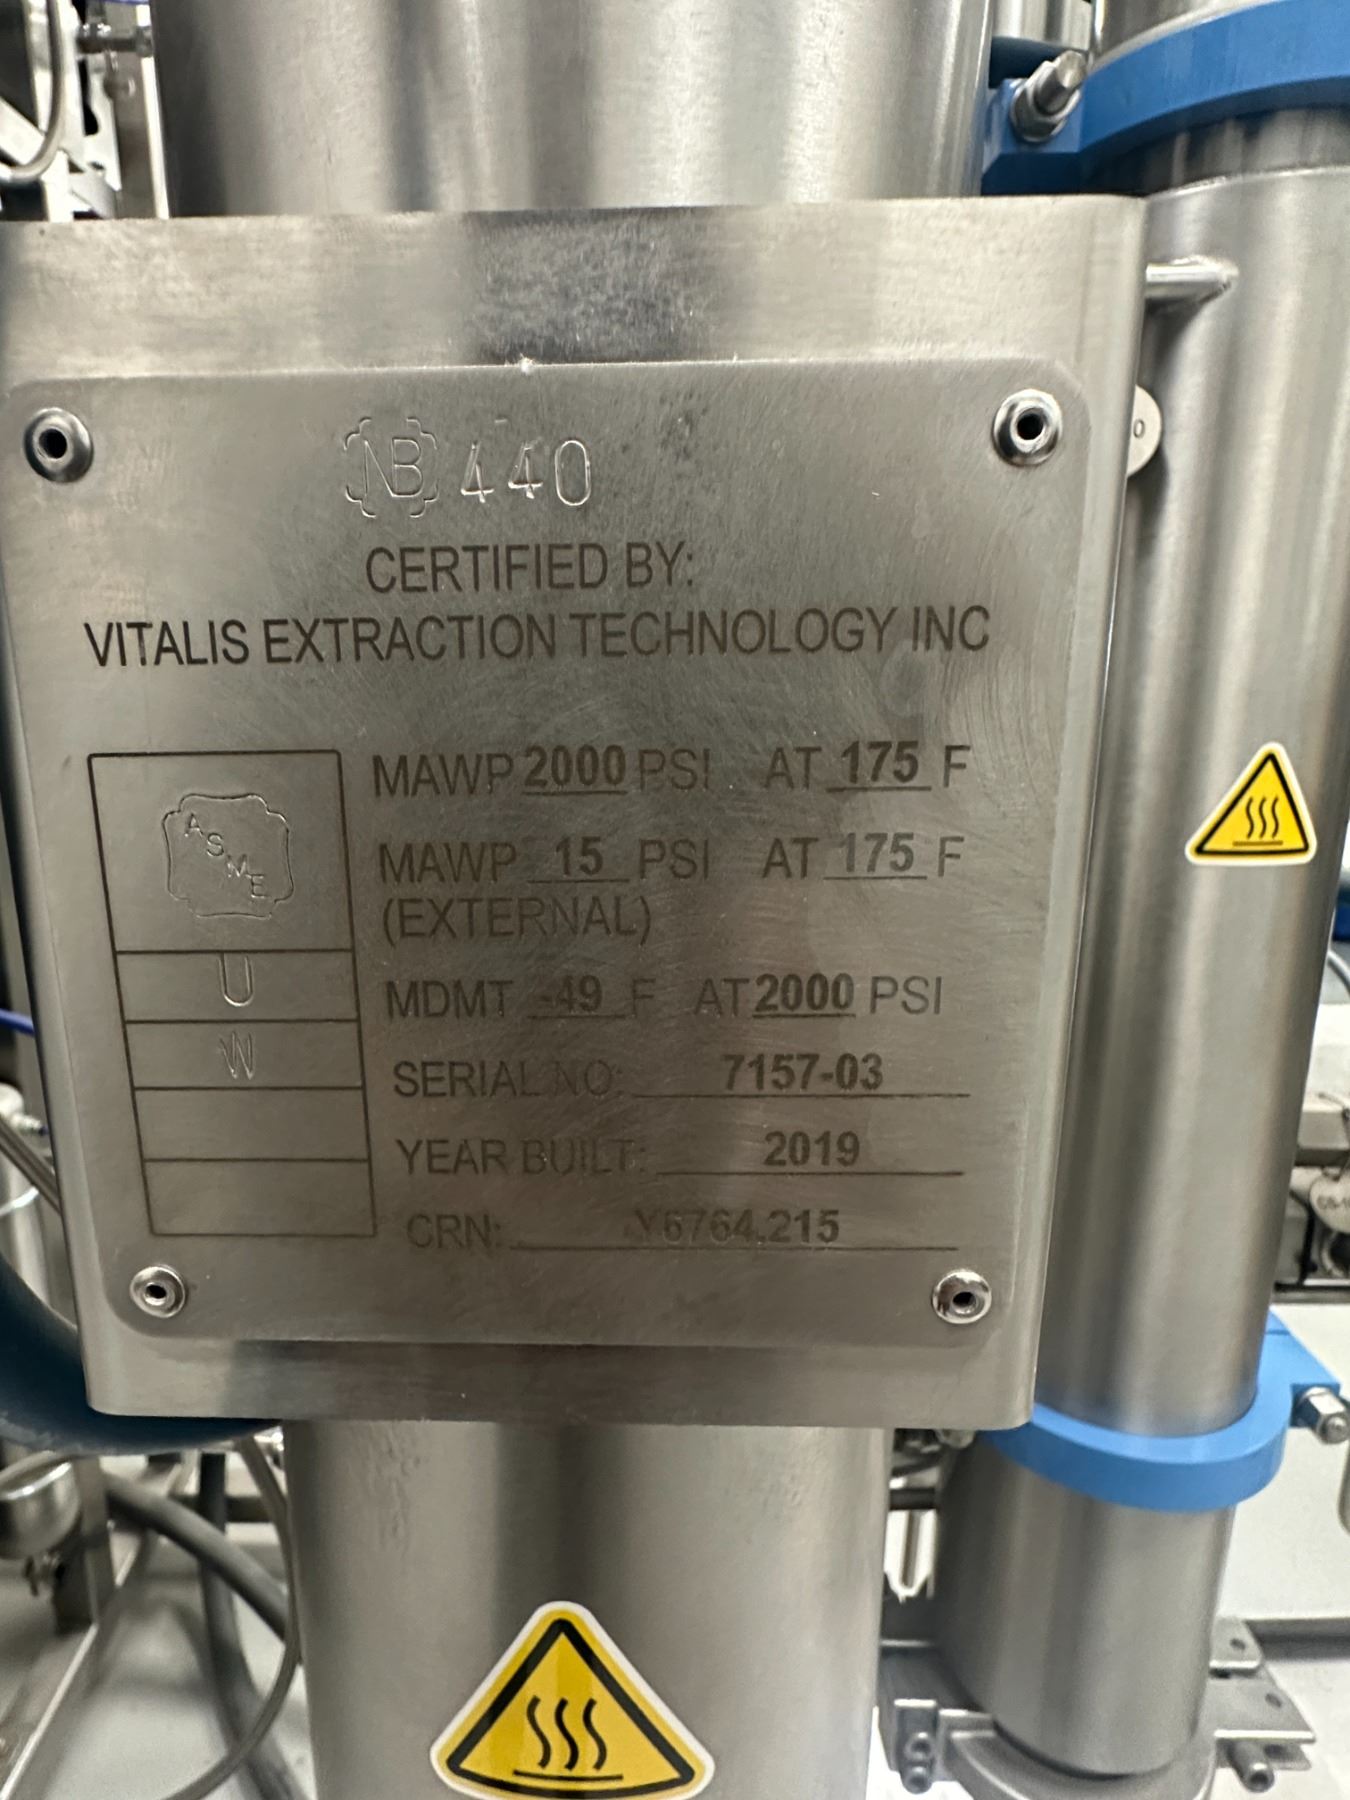 NB 440
CERTIFIED BY:
VITALIS EXTRACTION TECHNOLOGY INC
ASME
U
W
MAWP 2000 PSI AT 175 F
MAWP 15 PSI AT 175 F
(EXTERNAL)
MDMT -49 F AT 2000 PSI
SERIAL NO: 7157-03
YEAR BUILT: 2019
CRN: Y6764.215